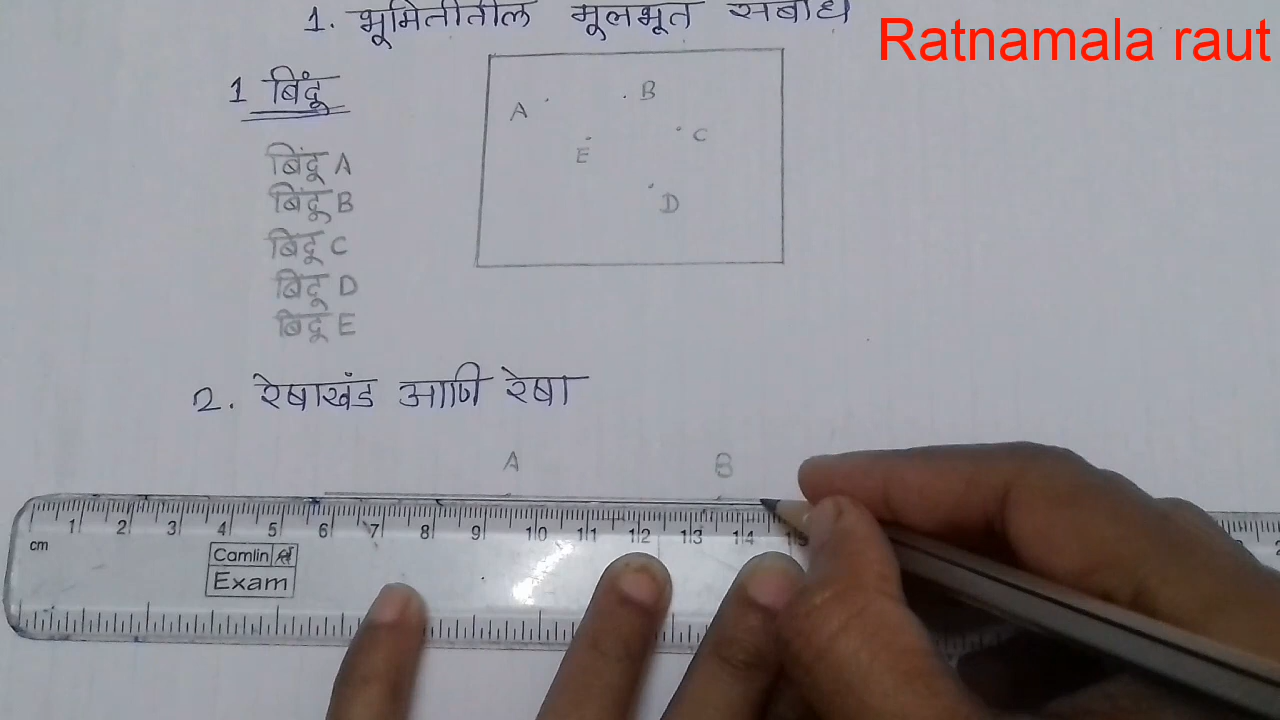 1. भूमितीतील मूलभूत संबोध
Ratnamala raut
1 बिंदू
A
B
E
C
D
बिंदू A
बिंदू B
बिंदू C
बिंदू D
बिंदू E
2. रेषाखंड आणि रेषा
A B
1 2 3 4 5 6 7 8 9 10 11 12 13 14 15
cm
Camlin
Exam